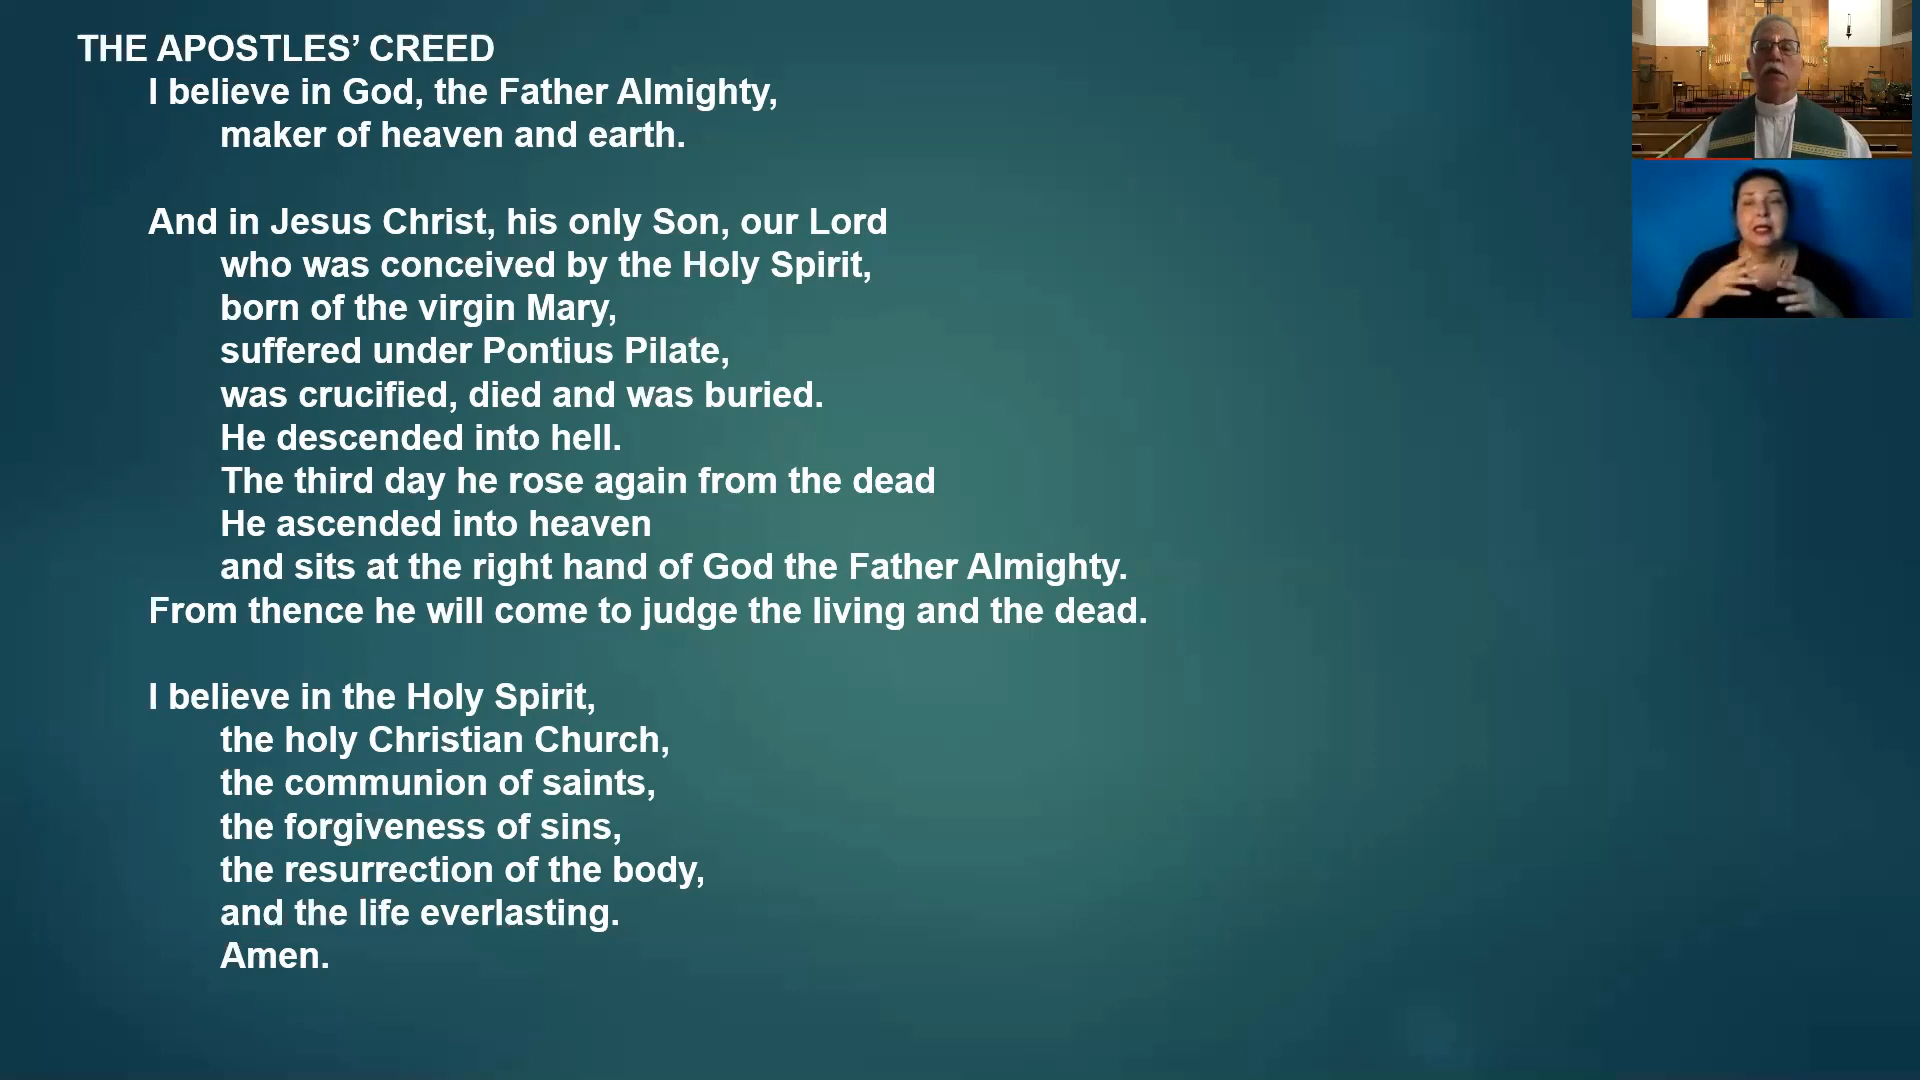 THE APOSTLES’ CREED
I believe in God, the Father Almighty,
maker of heaven and earth.
And in Jesus Christ, his only Son, our Lord
who was conceived by the Holy Spirit,
born of the virgin Mary,
suffered under Pontius Pilate,
was crucified, died and was buried.
He descended into hell.
The third day he rose again from the dead
He ascended into heaven
and sits at the right hand of God the Father Almighty.
From thence he will come to judge the living and the dead.
I believe in the Holy Spirit,
the holy Christian Church,
the communion of saints,
the forgiveness of sins,
the resurrection of the body,
and the life everlasting.
Amen.